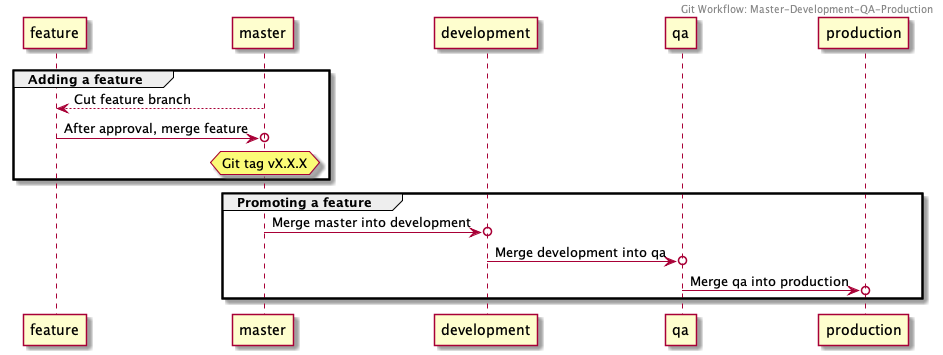 Git Workflow: Master-Development-QA-Production
feature
master
development
qa
production
Adding a feature
Cut feature branch
After approval, merge feature
Git tag vX.X.X
Promoting a feature
Merge master into development
Merge development into qa
Merge qa into production
feature
master
development
qa
production